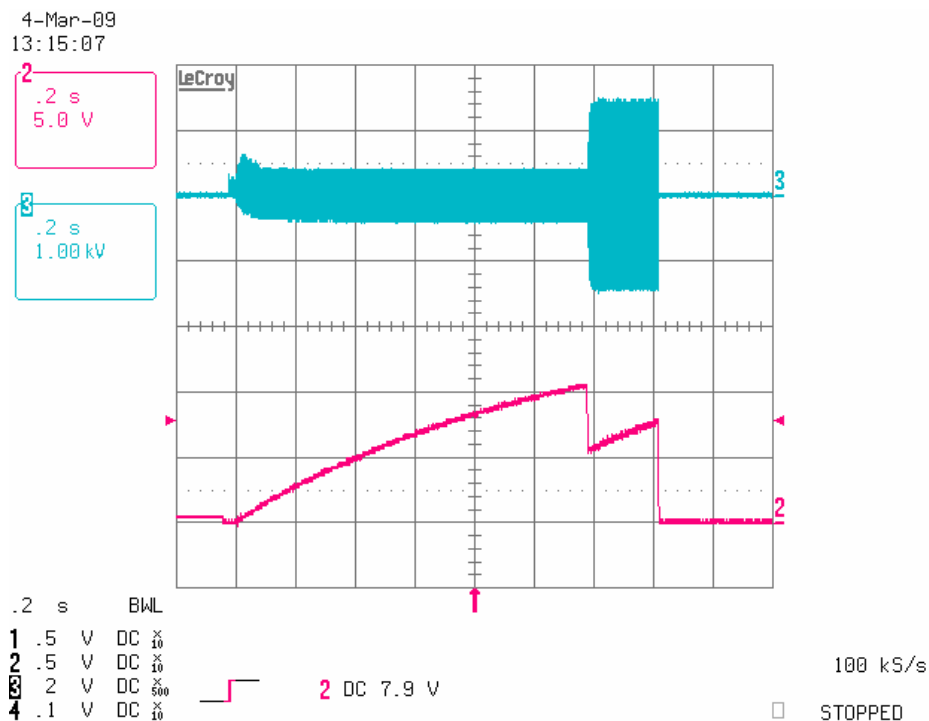 4-Mar-09
13:15:07
2
.2 s
5.0 V
3
.2 s
1.00 kV
LeCroy
3
2
.2 s BWL
1 .5 V DC X10
2 .5 V DC X10
3 2 V DC X500
4 .1 V DC X10
2 DC 7.9 V
100 kS/s
STOPPED